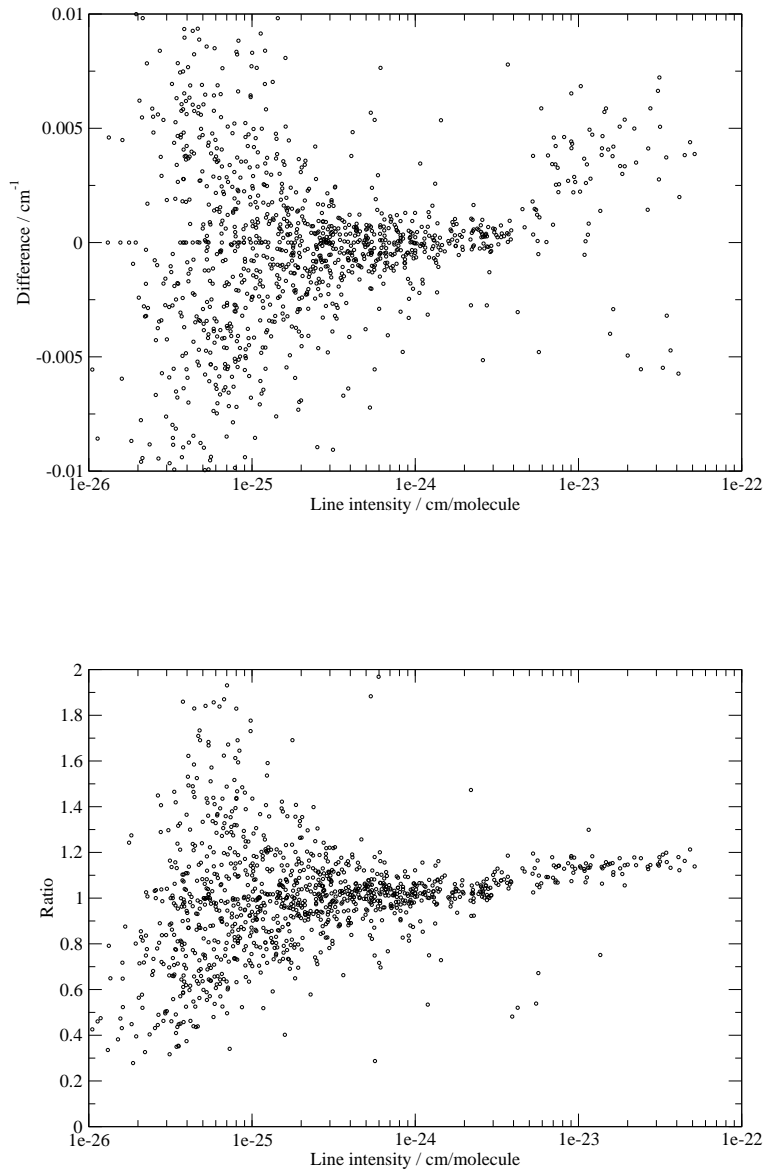 0.01
0.005
0
-0.005
-0.01
Difference / cm-1
1e-26 1e-25 1e-24 1e-23 1e-22
Line intensity / cm/molecule
2
1.8
1.6
1.4
1.2
1
0.8
0.6
0.4
0.2
0
Ratio
1e-26 1e-25 1e-24 1e-23 1e-22
Line intensity / cm/molecule